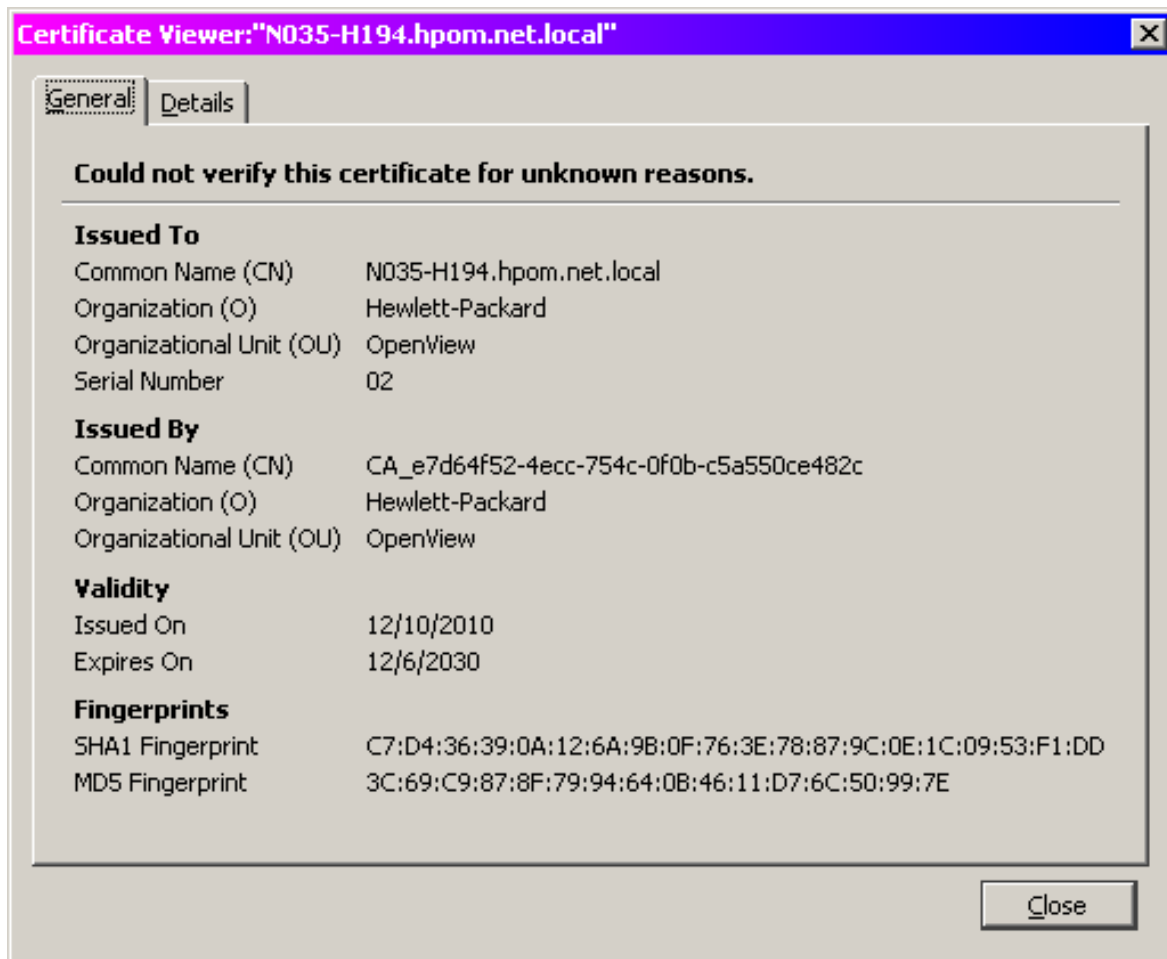 Certificate Viewer:"N035-H194.hpom.net.local"
General Details
Could not verify this certificate for unknown reasons.
Issued To
Common Name (CN) N035-H194.hpom.net.local
Organization (O) Hewlett-Packard
Organizational Unit (OU) OpenView
Serial Number 02
Issued By
Common Name (CN) CA_e7d64f52-4ecc-754c-0f0b-c5a550ce482c
Organization (O) Hewlett-Packard
Organizational Unit (OU) OpenView
Validity
Issued On 12/10/2010
Expires On 12/6/2030
Fingerprints
SHA1 Fingerprint C7:D4:36:39:0A:12:6A:9B:0F:76:3E:78:87:9C:0E:1C:09:53:F1:DD
MD5 Fingerprint 3C:69:C9:87:8F:79:94:64:0B:46:11:D7:6C:50:99:7E
Close